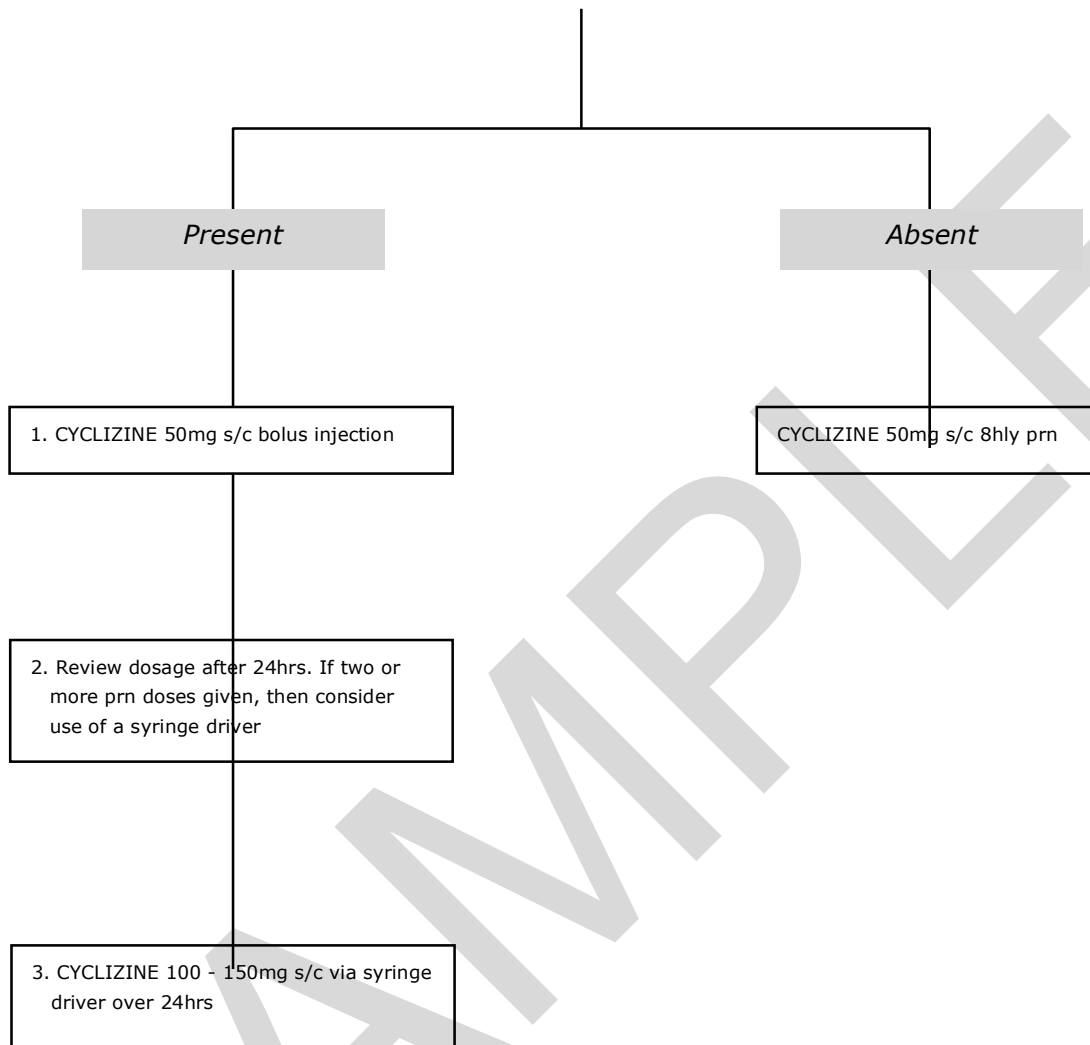 Present
Absent
1. CYCLIZINE 50mg s/c bolus injection
CYCLIZINE 50mg s/c 8hly prn
2. Review dosage after 24hrs. If two or
more prn doses given, then consider
use of a syringe driver
3. CYCLIZINE 100 - 150mg s/c via syringe
driver over 24hrs
AMPLE